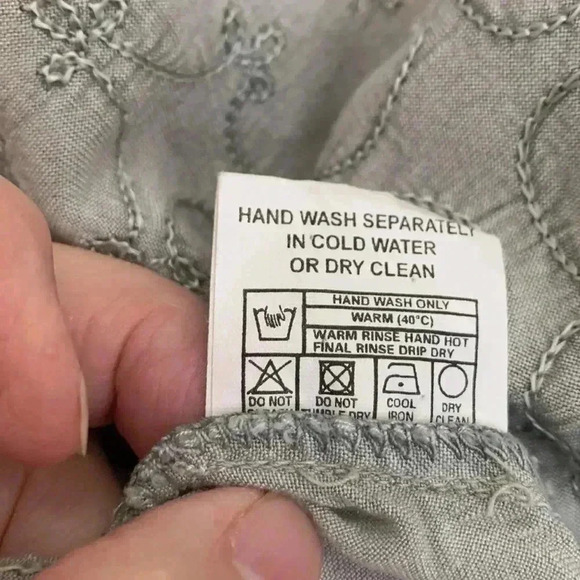 HAND WASH SEPARATELY
IN COLD WATER
OR DRY CLEAN
HAND WASH ONLY
WARM (40°C)
WARM RINSE HAND HOT
FINAL RINSE DRIP DRY
DO NOT
DO NOT
TUMBLE DRY
COOL
IRON
DRY
CLEAN